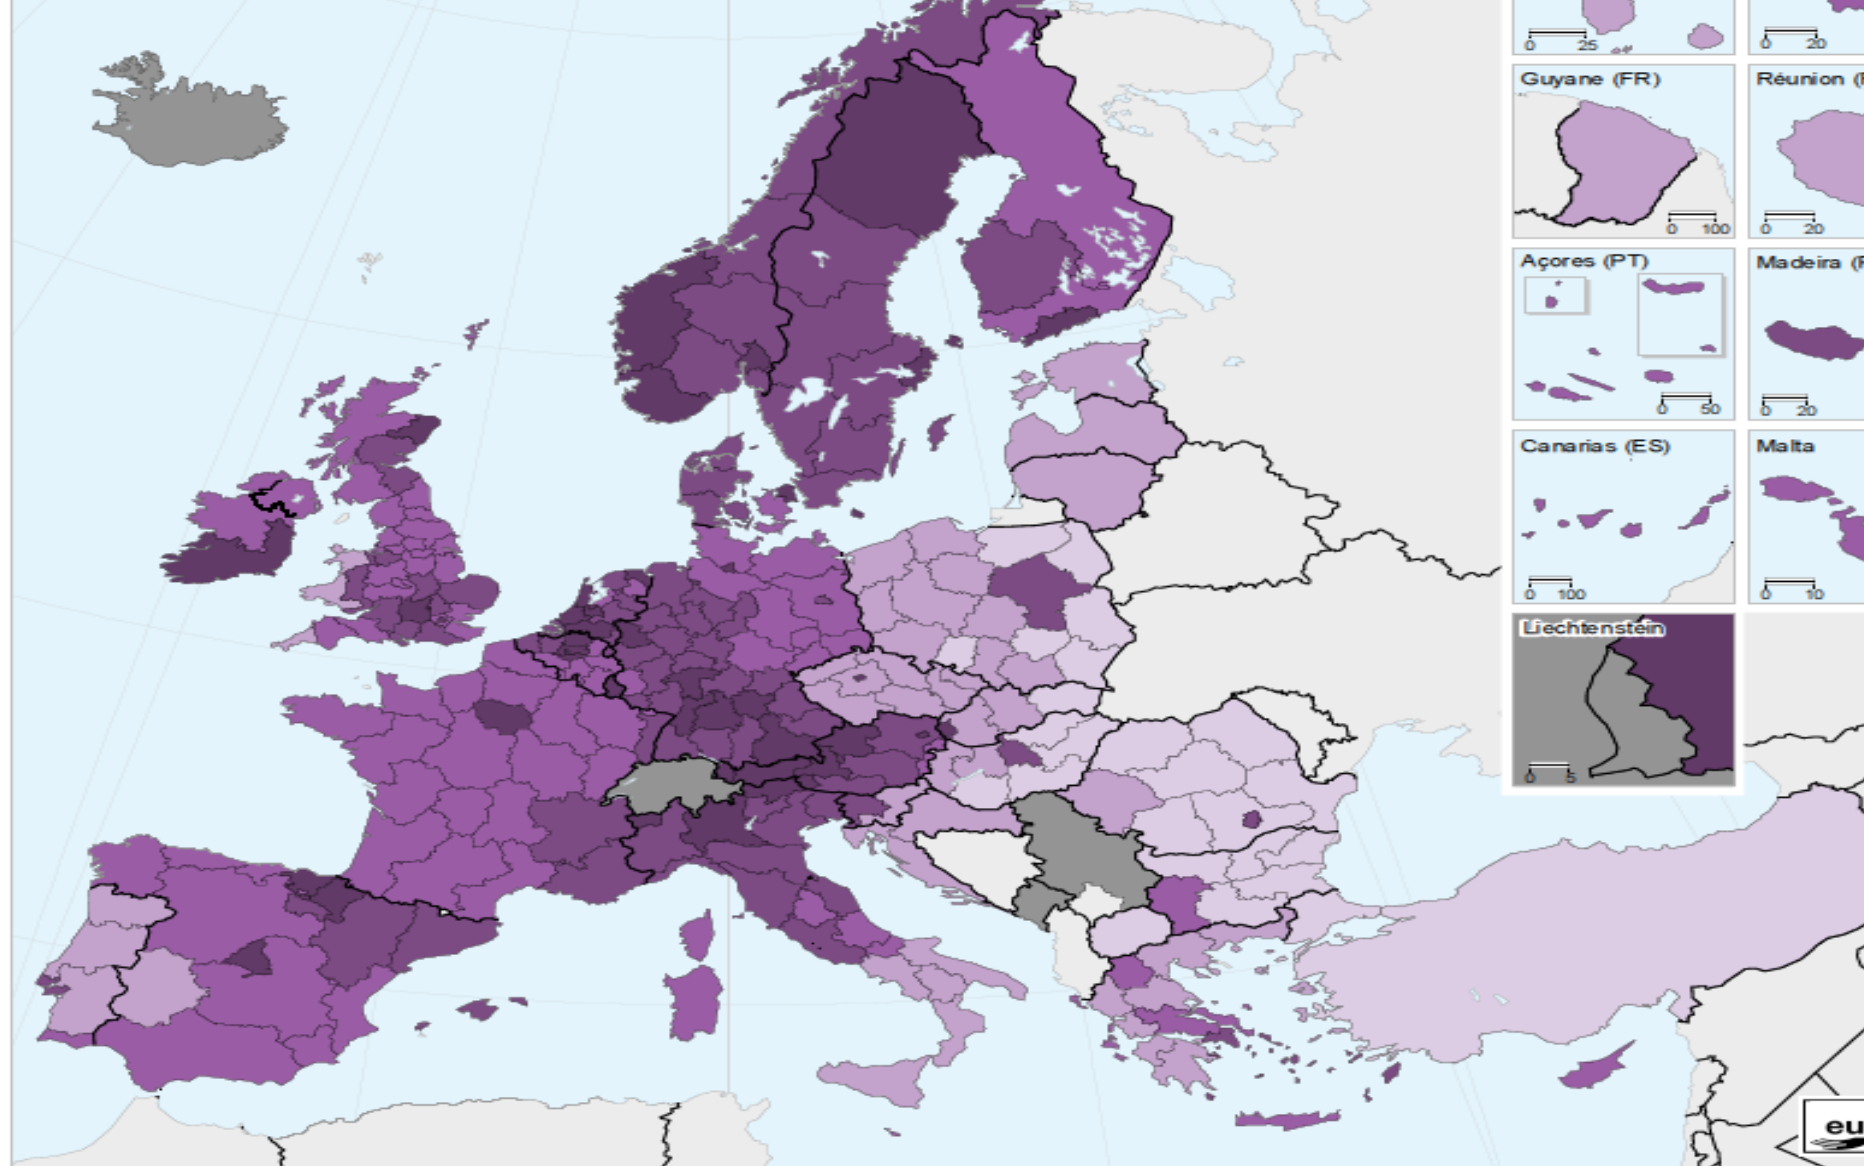 0 25
0 20
Guyane (FR)
Réunion (F
0 100
0 20
Açores (PT)
Madeira (P
0 50
0 20
Canarias (ES)
Malta
0 100
0 10
Liechtenstein
0 5
eu